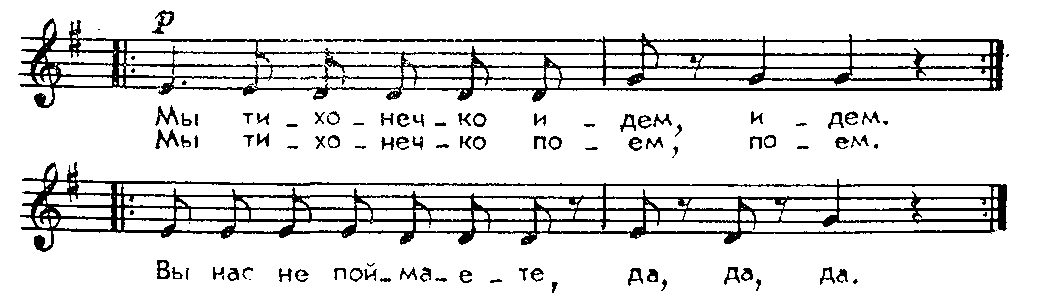 p
Мы ти - хо - неч - ко и - дем, и - дем.
Мы ти - хо - неч - ко по - ем, по - ем.
Вы нас не пой - ма - е - те, да, да, да.